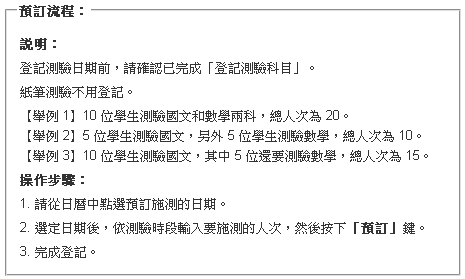 預訂流程：
說明：
登記測驗日期前，請確認已完成「登記測驗科目」。
紙筆測驗不用登記。
【舉例 1】10 位學生測驗國文和數學兩科，總人次為 20。
【舉例 2】5 位學生測驗國文，另外 5 位學生測驗數學，總人次為 10。
【舉例 3】10 位學生測驗國文，其中 5 位還要測驗數學，總人次為 15。
操作步驟：
1. 請從日曆中點選預訂施測的日期。
2. 選定日期後，依測驗時段輸入要施測的人次，然後按下「預訂」鍵。
3. 完成登記。